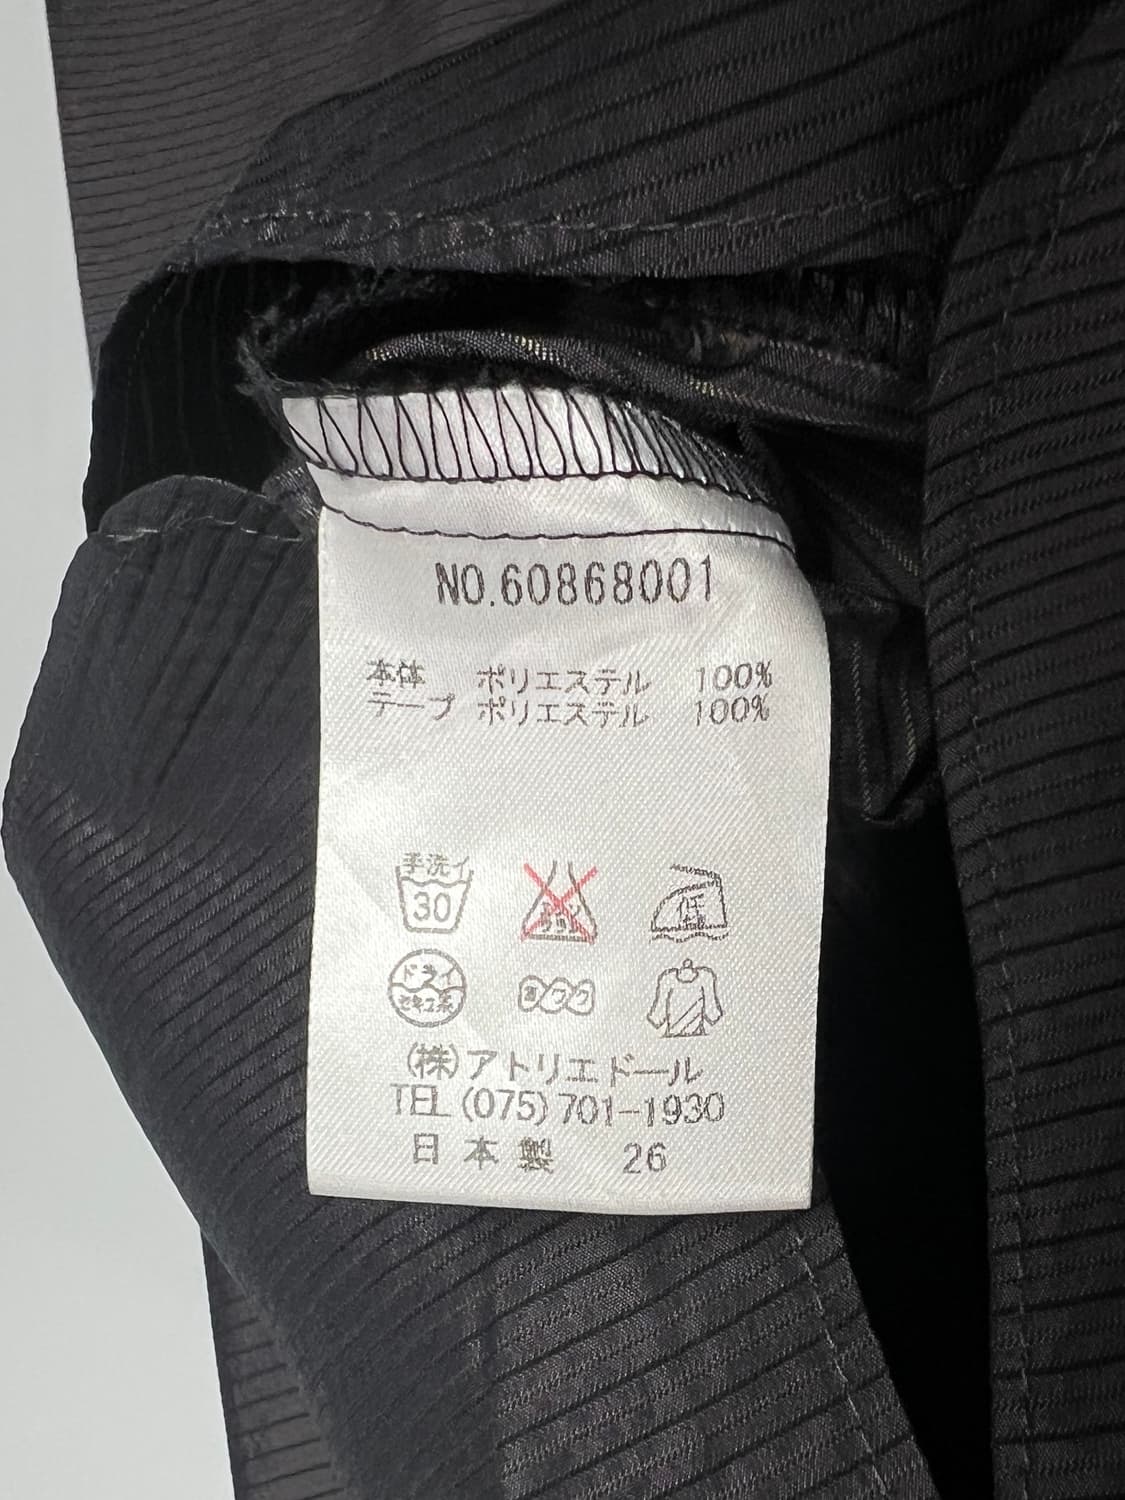 NO.60868001
本体 ポリエステル 100%
テープ ポリエステル 100%
手洗イ
30
低
ドライ
セキユ系
(株)アトリエドール
TEL (075)701-1930
日本製 26